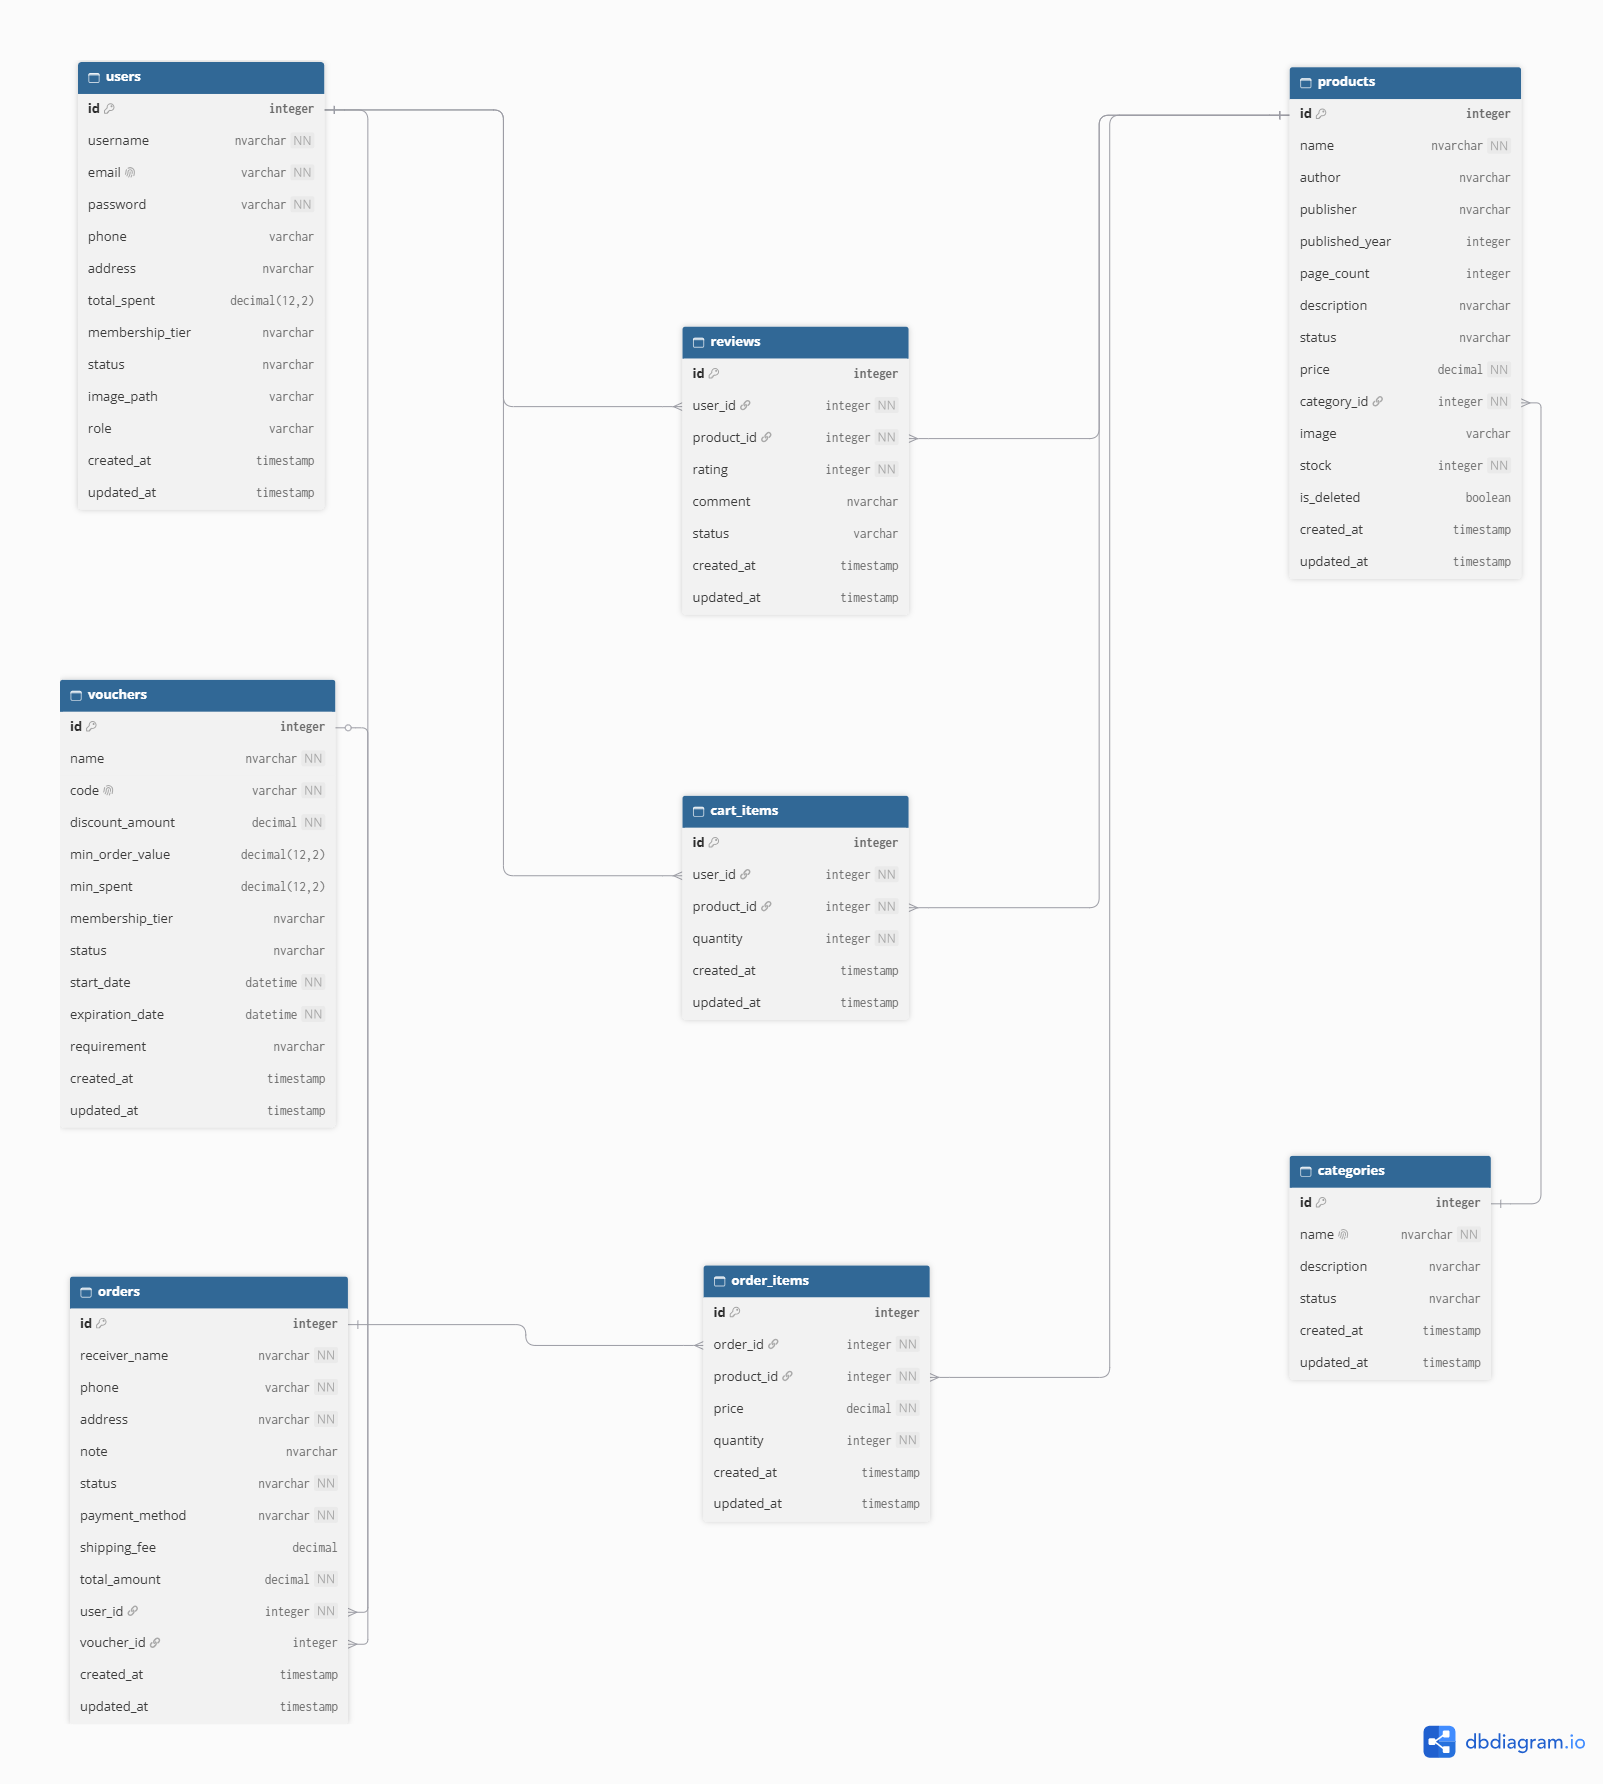 users
id integer
username nvarchar NN
email varchar NN
password varchar NN
phone varchar
address nvarchar
total_spent decimal(12,2)
membership_tier nvarchar
status nvarchar
image_path varchar
role varchar
created_at timestamp
updated_at timestamp
products
id integer
name nvarchar NN
author nvarchar
publisher nvarchar
published_year integer
page_count integer
description nvarchar
status nvarchar
price decimal NN
category_id integer NN
image varchar
stock integer NN
is_deleted boolean
created_at timestamp
updated_at timestamp
reviews
id integer
user_id integer NN
product_id integer NN
rating integer NN
comment nvarchar
status varchar
created_at timestamp
updated_at timestamp
vouchers
id integer
name nvarchar NN
code varchar NN
discount_amount decimal NN
min_order_value decimal(12,2)
min_spent decimal(12,2)
membership_tier nvarchar
status nvarchar
start_date datetime NN
expiration_date datetime NN
requirement nvarchar
created_at timestamp
updated_at timestamp
cart_items
id integer
user_id integer NN
product_id integer NN
quantity integer NN
created_at timestamp
updated_at timestamp
categories
id integer
name nvarchar NN
description nvarchar
status nvarchar
created_at timestamp
updated_at timestamp
orders
id integer
receiver_name nvarchar NN
phone varchar NN
address nvarchar NN
note nvarchar
status nvarchar NN
payment_method nvarchar NN
shipping_fee decimal
total_amount decimal NN
user_id integer NN
voucher_id integer
created_at timestamp
updated_at timestamp
order_items
id integer
order_id integer NN
product_id integer NN
price decimal NN
quantity integer NN
created_at timestamp
updated_at timestamp
dbdiagram.io